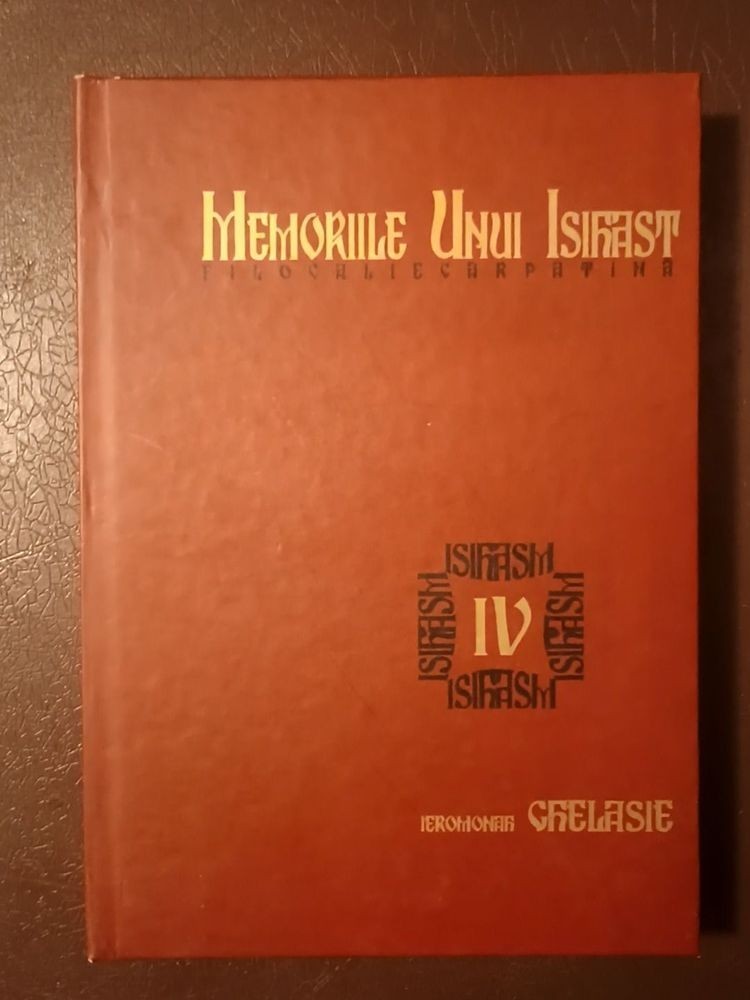 MEMORIILE UNUI ISIHAST
FILOCALIE CARPATINĂ
ISIHASM
ISIHASM
IV
ISIHASM
ISIHASM
IEROMONAH GHELASIE